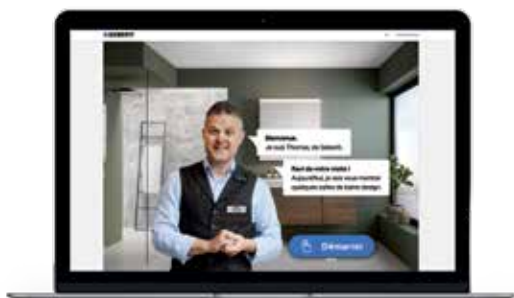 GEBERIT
Bienvenue.
Je suis Thomas, de Geberit.
Ravi de votre visite !
Aujourd'hui, je vais vous montrer
quelques salles de bains design.
Démarrer